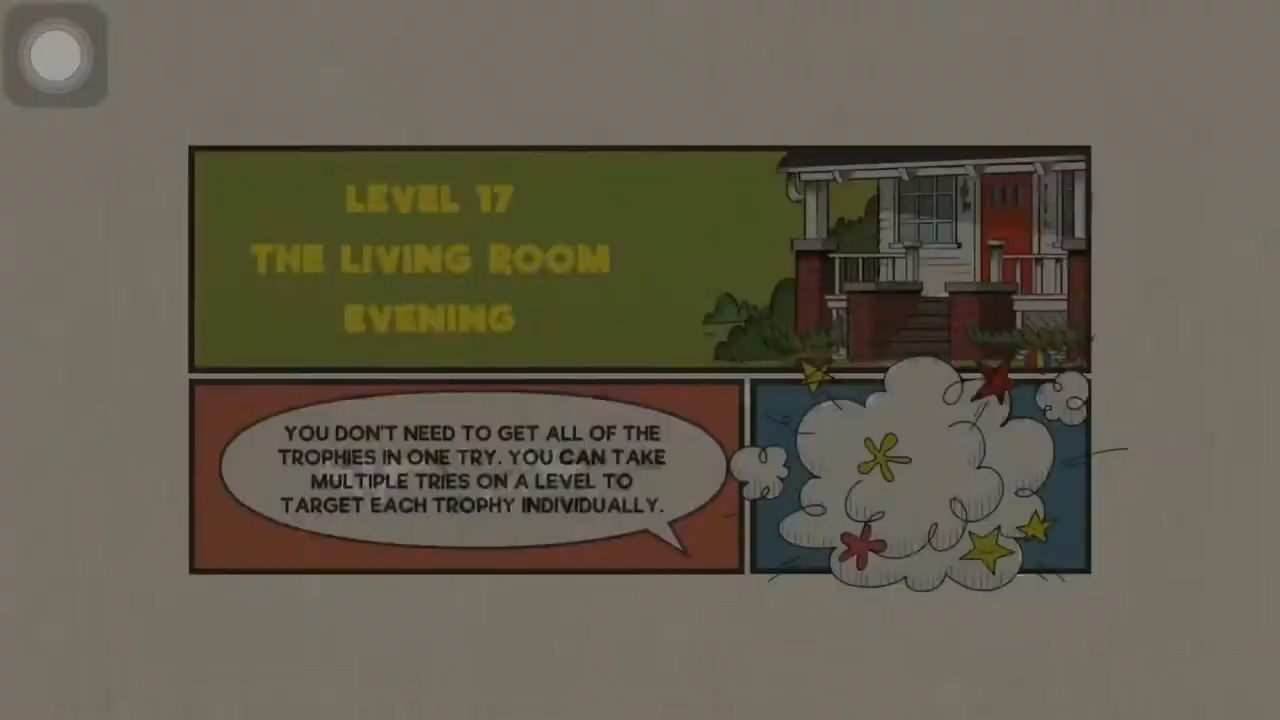 LEVEL 17
THE LIVING ROOM
EVENING
YOU DON'T NEED TO GET ALL OF THE
TROPHIES IN ONE TRY. YOU CAN TAKE
MULTIPLE TRIES ON A LEVEL TO
TARGET EACH TROPHY INDIVIDUALLY.